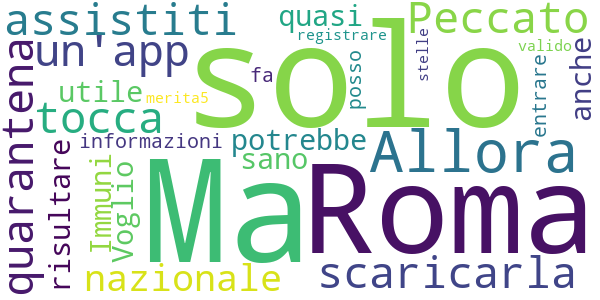 assistiti
quasi
Peccato
registrare
un'app
solo
stelle
valido
anche
fa
posso
entrare
utile
merita5
tocca
quarantena
informazioni
potrebbe
Allora
risultare
Immuni
Voglio
sano
Ma
Roma
nazionale
scaricarla